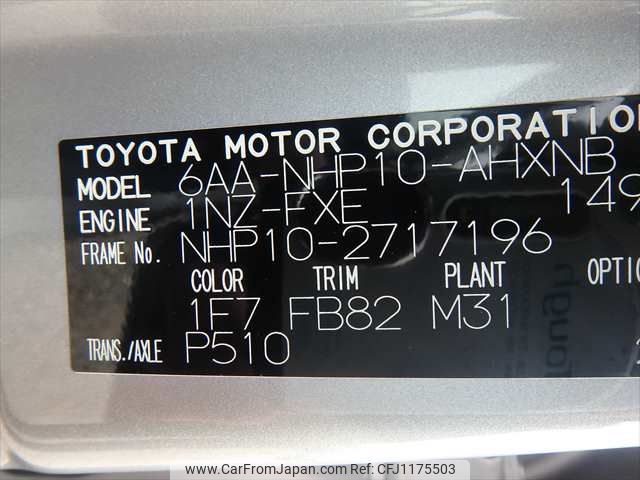 TOYOTA MOTOR CORPORATIO
MODEL 6AA-NHP10-AHXNB
ENGINE 1NZ-FXE 149
FRAME No. NHP10-2717196
COLOR TRIM PLANT OPTIO
1F7 FB82 M31
TRANS./AXLE P510
www.CarFromJapan.com ID: CFJ1175503